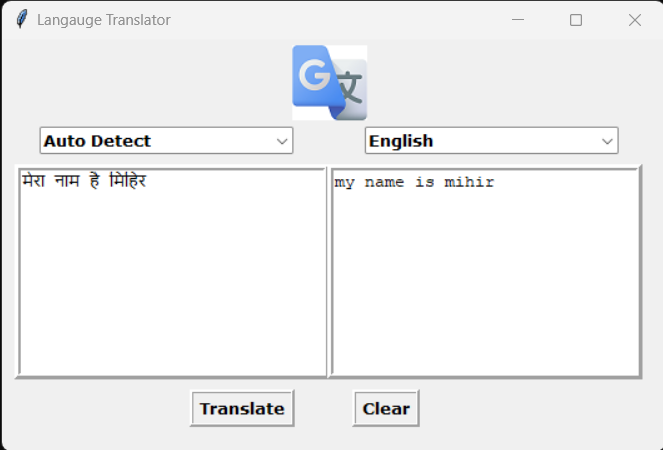 Langauge Translator
G 文
Auto Detect
English
मेरा नाम है मिहिर
my name is mihir
Translate
Clear